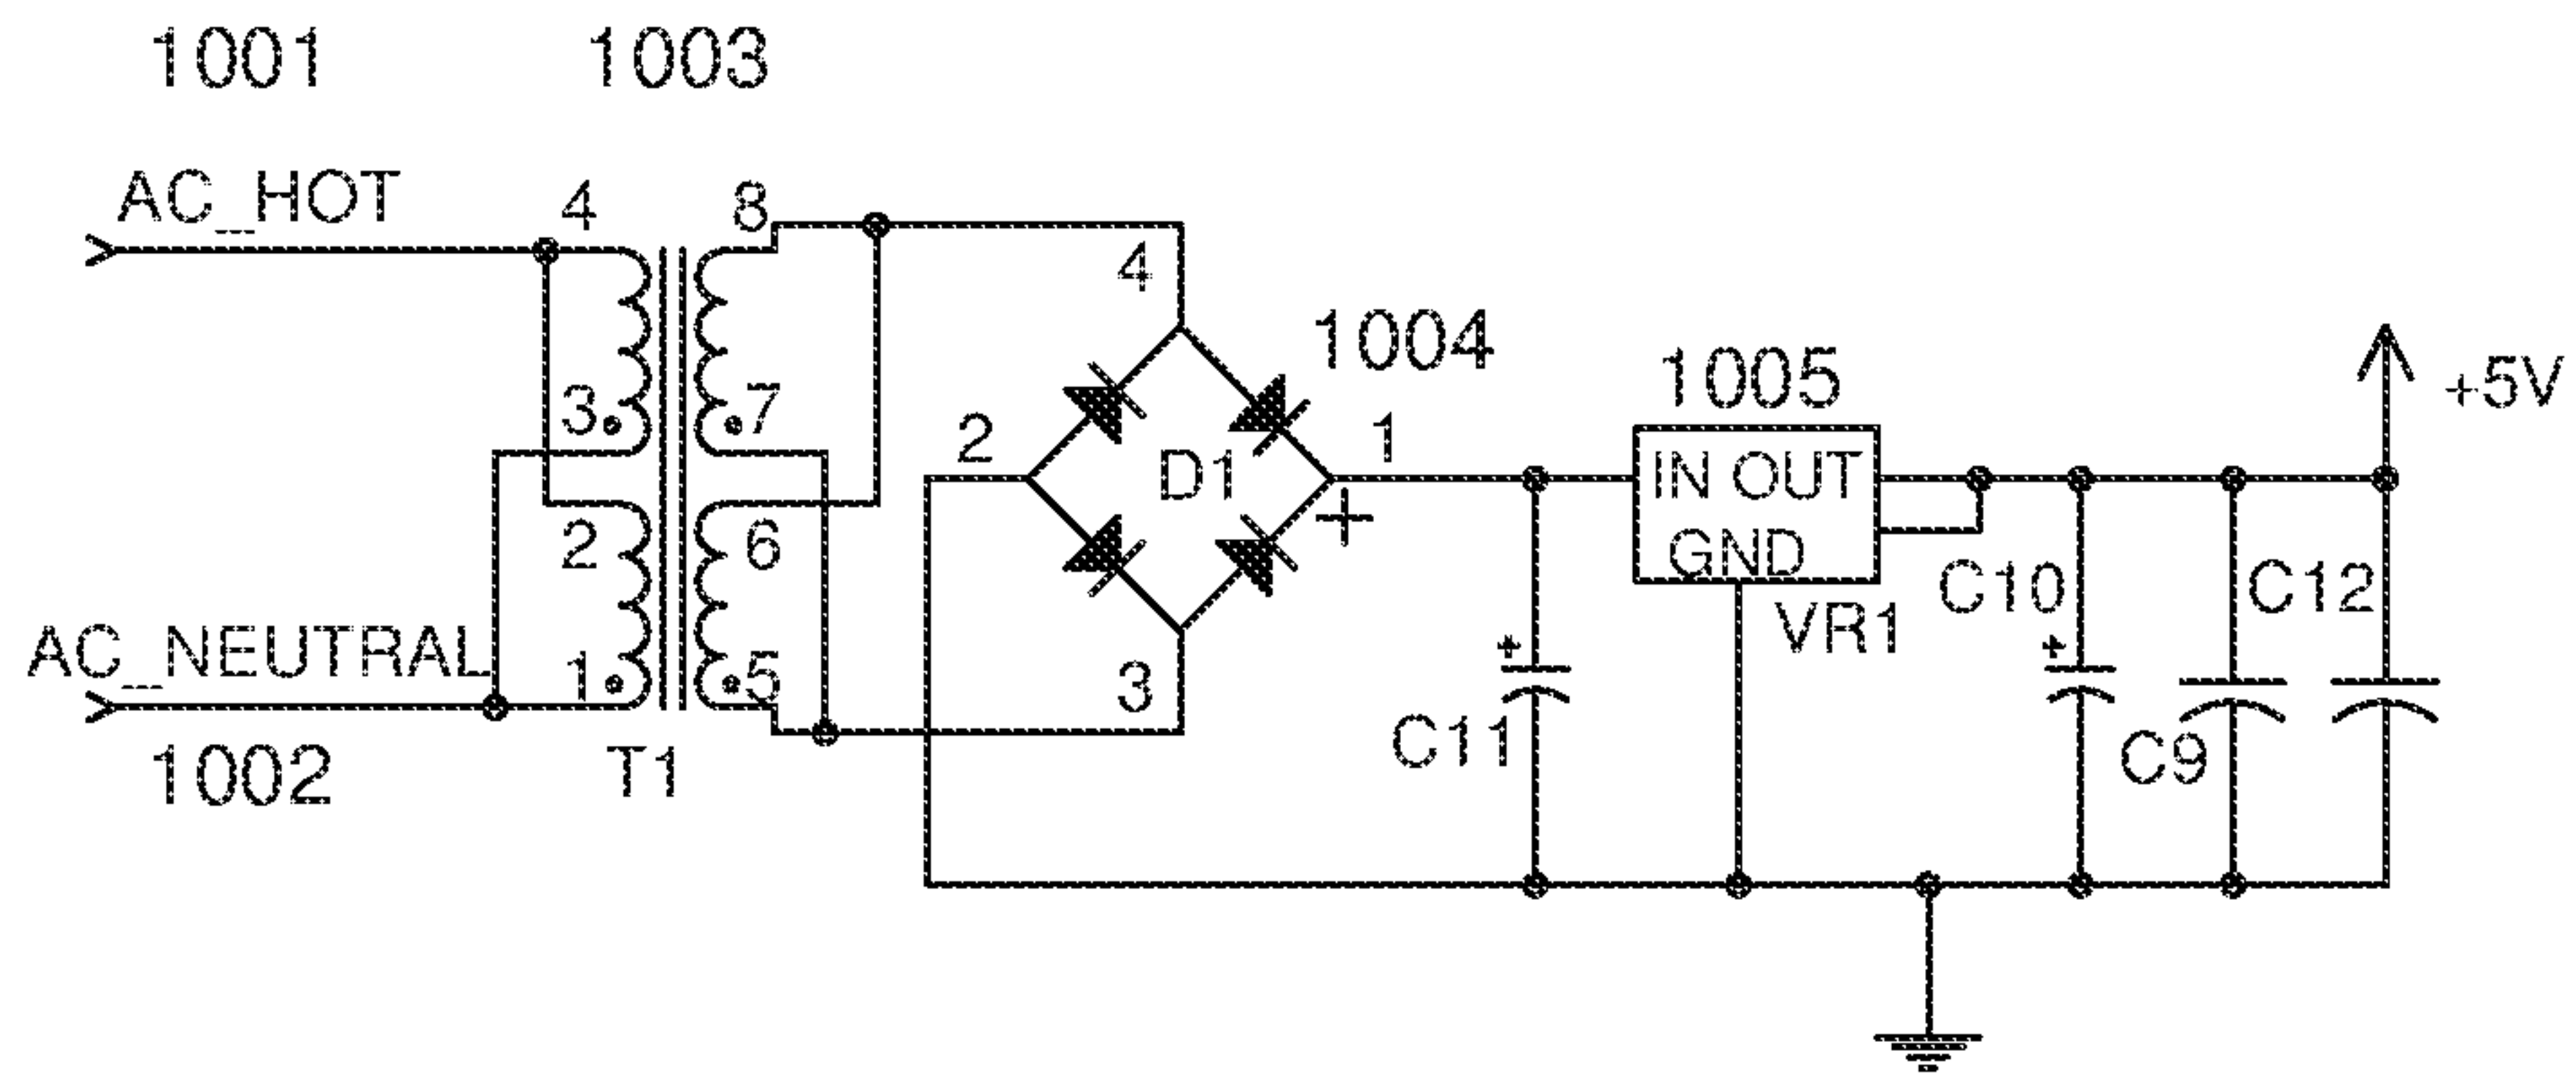 1001 1003
AC_HOT 4 8
4
1004
1005
+5V
3 7
2 1
D1 IN OUT
+
2 6 GND
C10 C12
VR1
AC_NEUTRAL 1 5 3
+ +
C11 C9
1002 T1